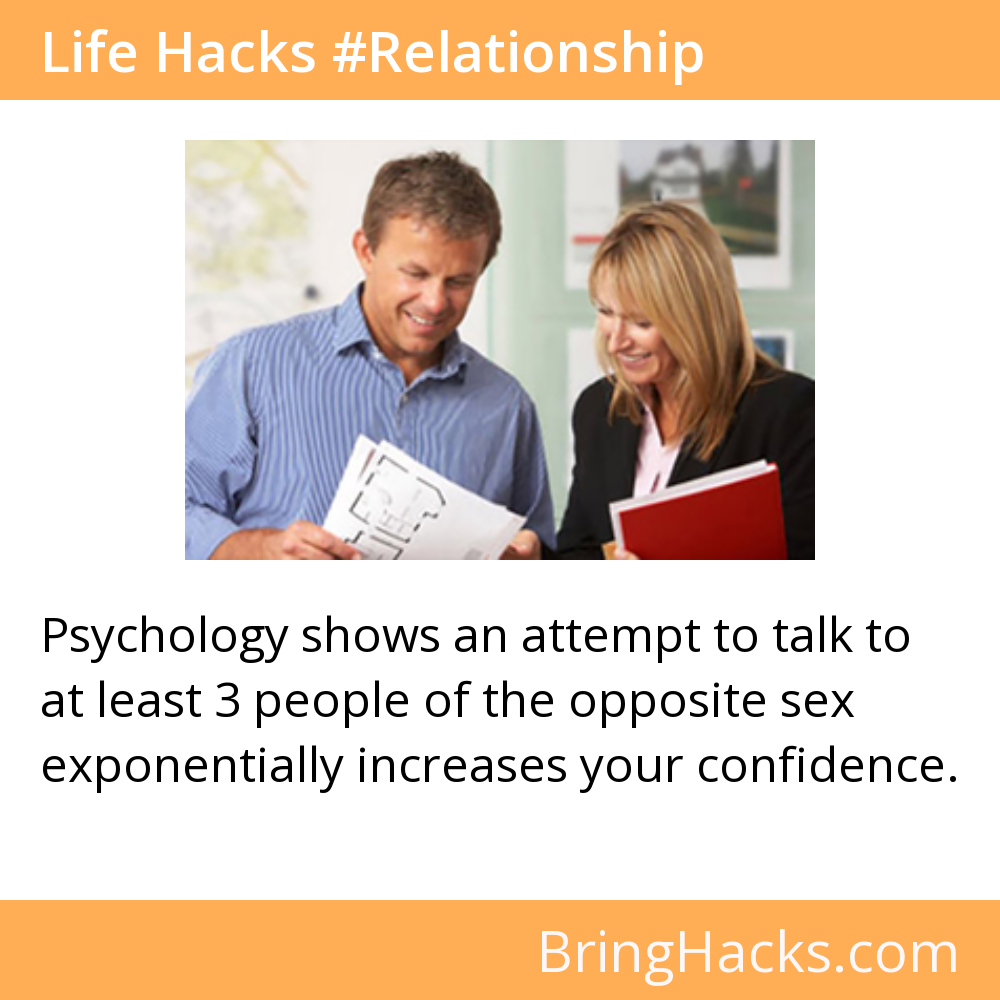 Life Hacks #Relationship
Psychology shows an attempt to talk to
at least 3 people of the opposite sex
exponentially increases your confidence.
BringHacks.com